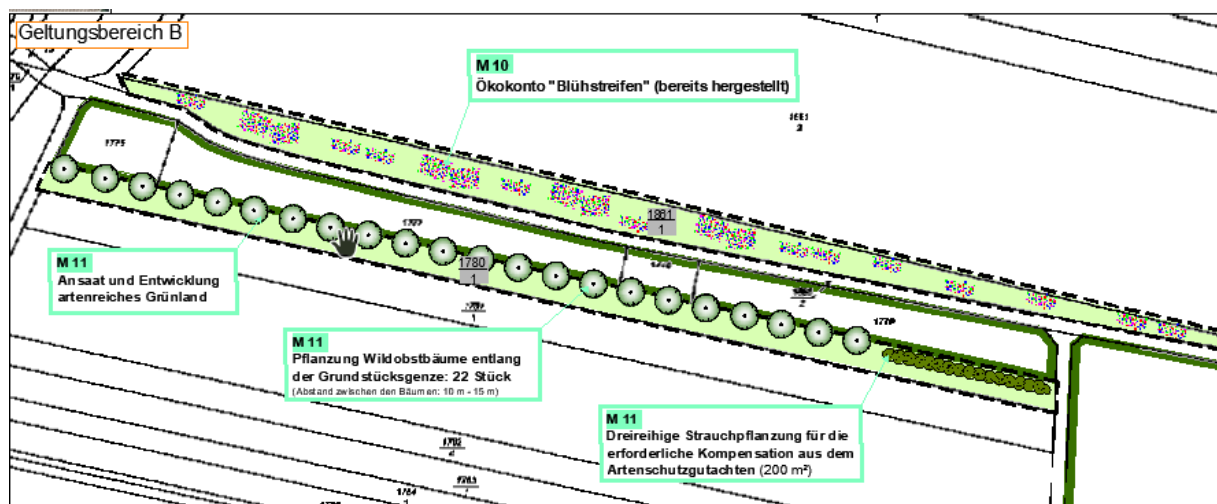 Geltungsbereich B
M 10
Ökokonto "Blühstreifen" (bereits hergestellt)
1775
1861
1
1780
1
M 11
Ansaat und Entwicklung
artenreiches Grünland
M 11
Pflanzung Wildobstbäume entlang
der Grundstücksgenze: 22 Stück
(Abstand zwischen den Bäumen: 10 m - 15 m)
1779
M 11
Dreireihige Strauchpflanzung für die
erforderliche Kompensation aus dem
Artenschutzgutachten (200 m²)